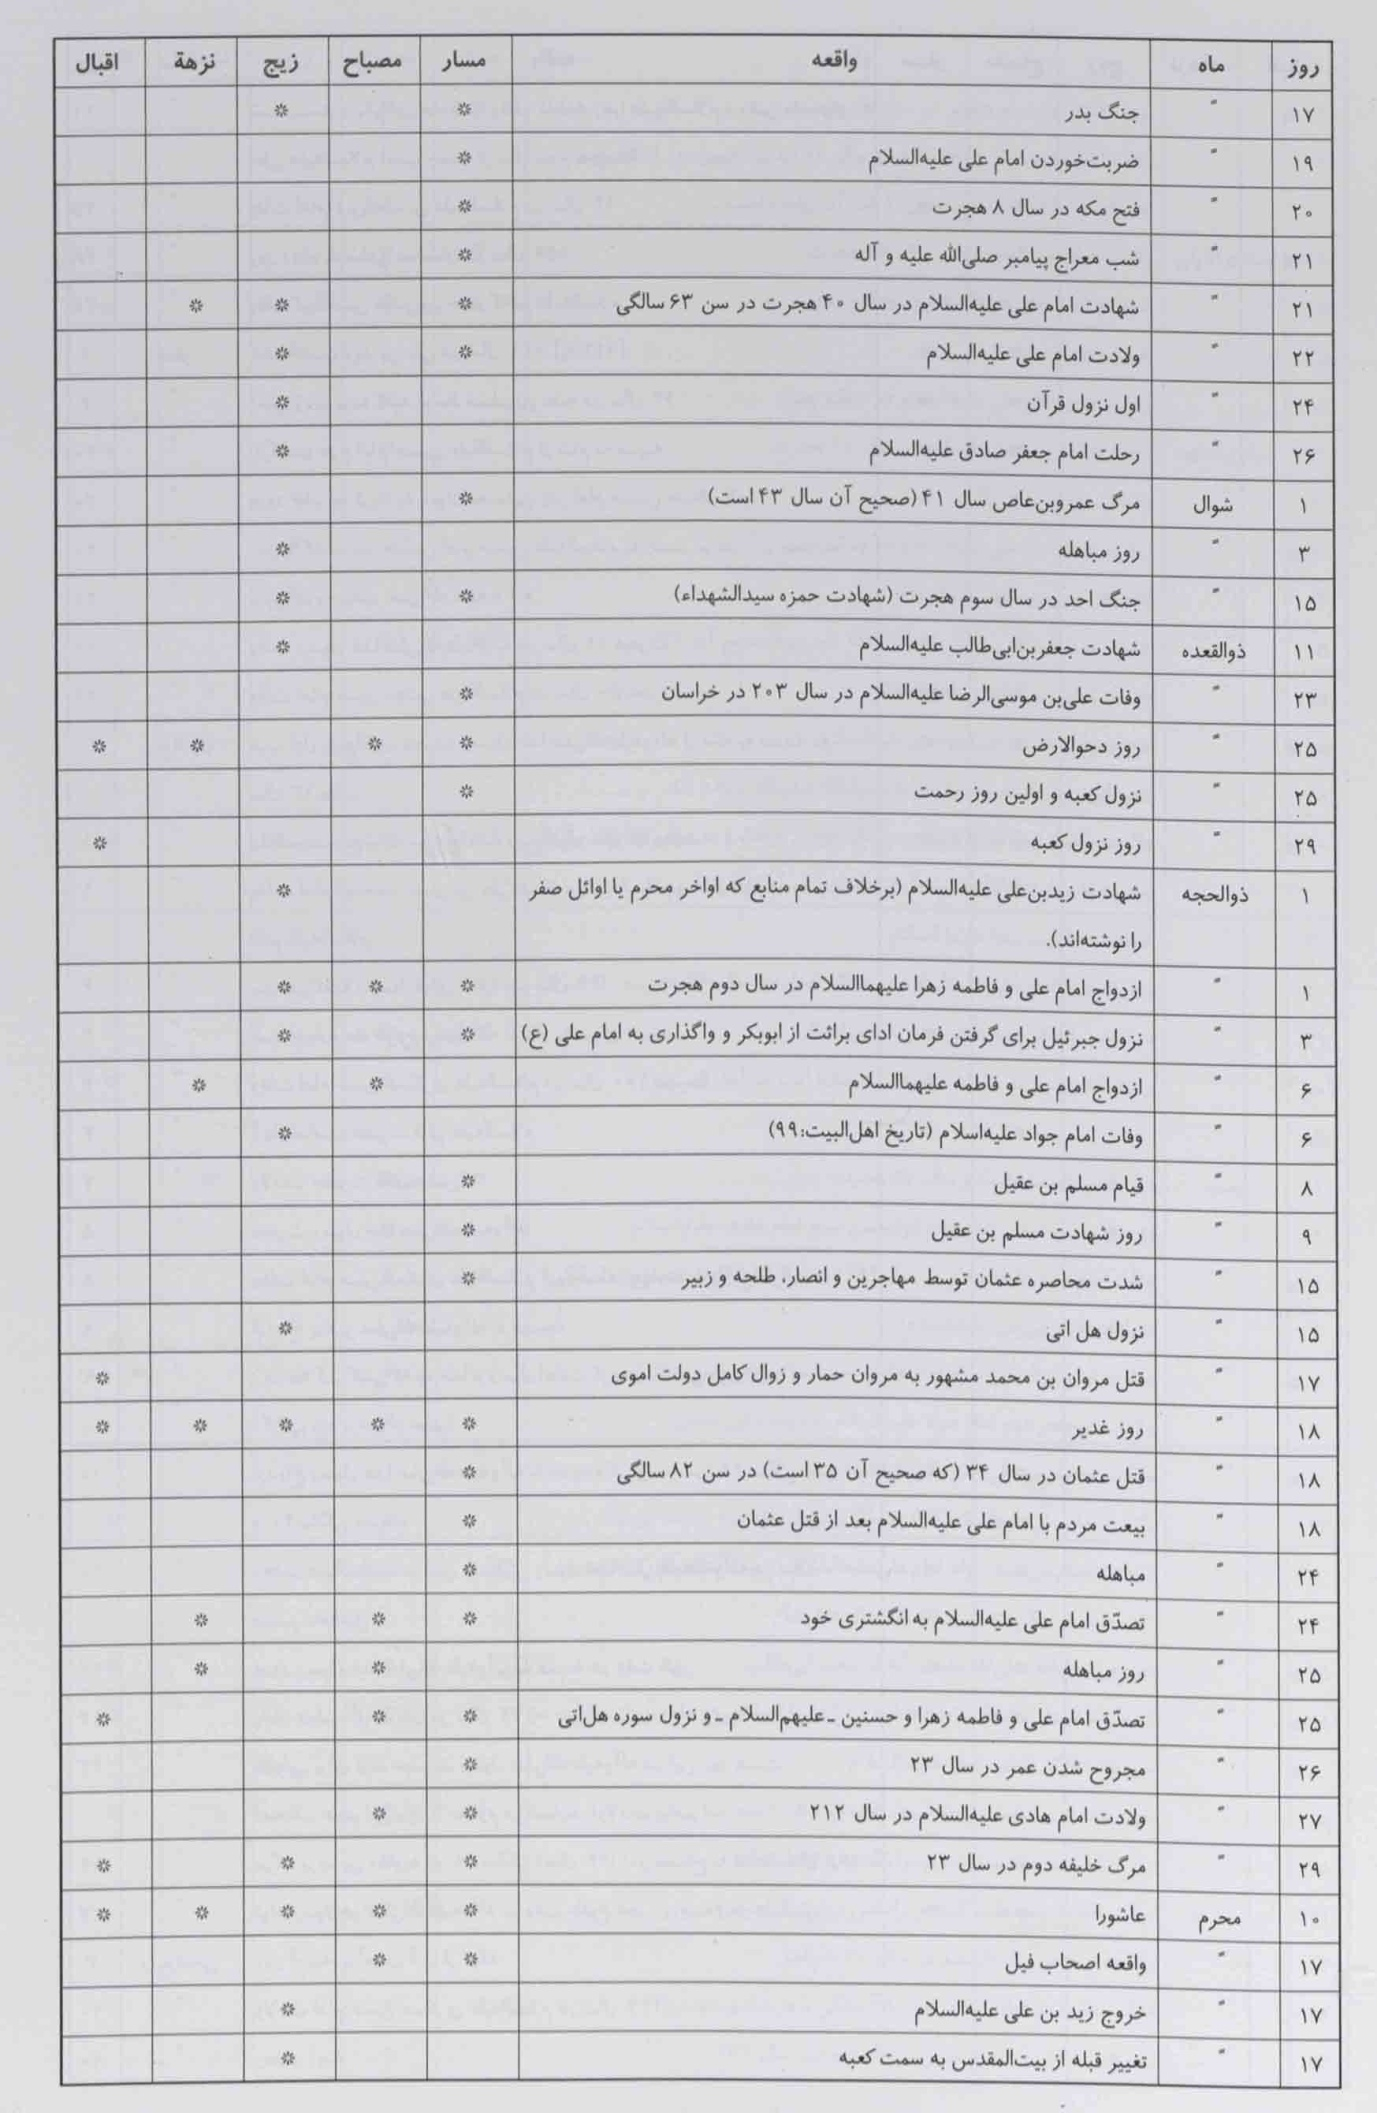 روز ماه واقعه مسار مصباح زیج نزهة اقبال
۱۷ ″ جنگ بدر * *
۱۹ ″ ضربت‌خوردن امام علی علیه‌السلام *
۲۰ ″ فتح مکه در سال ۸ هجرت *
۲۱ ″ شب معراج پیامبر صلی‌الله علیه و آله *
۲۱ ″ شهادت امام علی علیه‌السلام در سال ۴۰ هجرت در سن ۶۳ سالگی * * *
۲۲ ″ ولادت امام علی علیه‌السلام * *
۲۴ ″ اول نزول قرآن *
۲۶ ″ رحلت امام جعفر صادق علیه‌السلام *
۱ شوال مرگ عمروبن‌عاص سال ۴۱ (صحیح آن سال ۴۳ است) *
۳ ″ روز مباهله *
۱۵ ″ جنگ احد در سال سوم هجرت (شهادت حمزه سیدالشهداء) * *
۱۱ ذوالقعده شهادت جعفربن‌ابی‌طالب علیه‌السلام *
۲۳ ″ وفات علی‌بن موسی‌الرضا علیه‌السلام در سال ۲۰۳ در خراسان *
۲۵ ″ روز دحوالارض * * * *
۲۵ ″ نزول کعبه و اولین روز رحمت *
۲۹ ″ روز نزول کعبه *
۱ ذوالحجه شهادت زیدبن‌علی علیه‌السلام (برخلاف تمام منابع که اواخر محرم یا اوائل صفر *
را نوشته‌اند).
۱ ″ ازدواج امام علی و فاطمه زهرا علیهماالسلام در سال دوم هجرت * * *
۳ ″ نزول جبرئیل برای گرفتن فرمان ادای برائت از ابوبکر و واگذاری به امام علی (ع) * *
۶ ″ ازدواج امام علی و فاطمه علیهماالسلام * *
۶ ″ وفات امام جواد علیه‌اسلام (تاریخ اهل‌البیت:۹۹) *
۸ ″ قیام مسلم بن عقیل *
۹ ″ روز شهادت مسلم بن عقیل *
۱۵ ″ شدت محاصره عثمان توسط مهاجرین و انصار، طلحه و زبیر *
۱۵ ″ نزول هل اتی *
۱۷ ″ قتل مروان بن محمد مشهور به مروان حمار و زوال کامل دولت اموی *
۱۸ ″ روز غدیر * * * * *
۱۸ ″ قتل عثمان در سال ۳۴ (که صحیح آن ۳۵ است) در سن ۸۲ سالگی *
۱۸ ″ بیعت مردم با امام علی علیه‌السلام بعد از قتل عثمان *
۲۴ ″ مباهله *
۲۴ ″ تصدّق امام علی علیه‌السلام به انگشتری خود * * *
۲۵ ″ روز مباهله * *
۲۵ ″ تصدّق امام علی و فاطمه زهرا و حسنین ـ علیهم‌السلام ـ و نزول سوره هل‌اتی * * *
۲۶ ″ مجروح شدن عمر در سال ۲۳ *
۲۷ ″ ولادت امام هادی علیه‌السلام در سال ۲۱۲ * *
۲۹ ″ مرگ خلیفه دوم در سال ۲۳ * * *
۱۰ محرم عاشورا * * * * *
۱۷ ″ واقعه اصحاب فیل * *
۱۷ ″ خروج زید بن علی علیه‌السلام *
۱۷ ″ تغییر قبله از بیت‌المقدس به سمت کعبه *